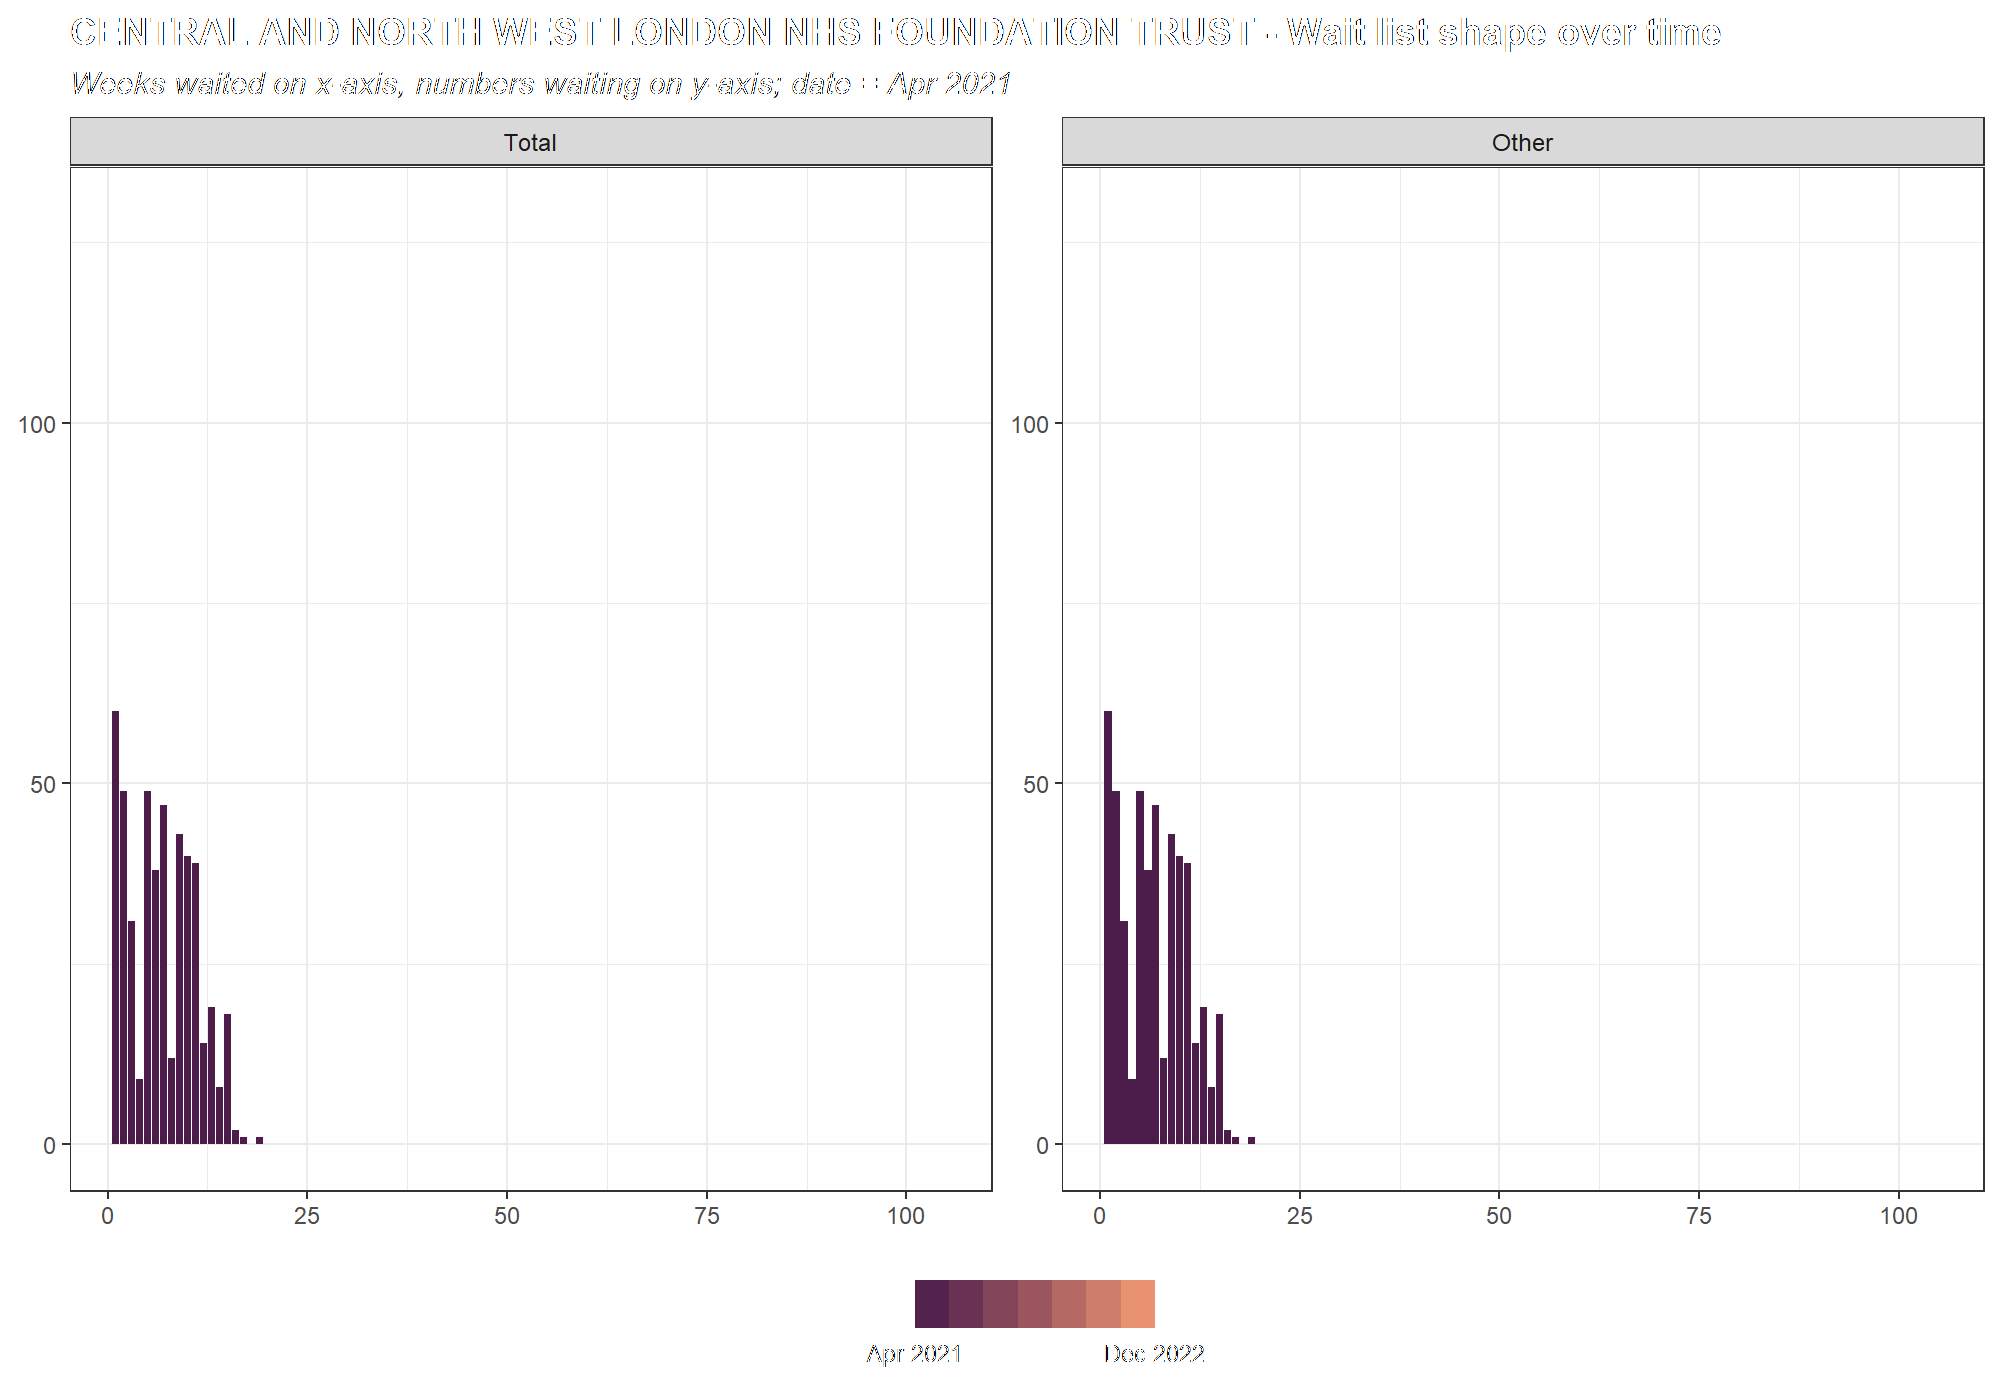 CENTRAL AND NORTH WEST LONDON NHS FOUNDATION TRUST - Wait list shape over time
Weeks waited on x-axis, numbers waiting on y-axis; date = Apr 2021
Total
Other
100
50
0
100
50
0
0 25 50 75 100
0 25 50 75 100
Apr 2021 Dec 2022